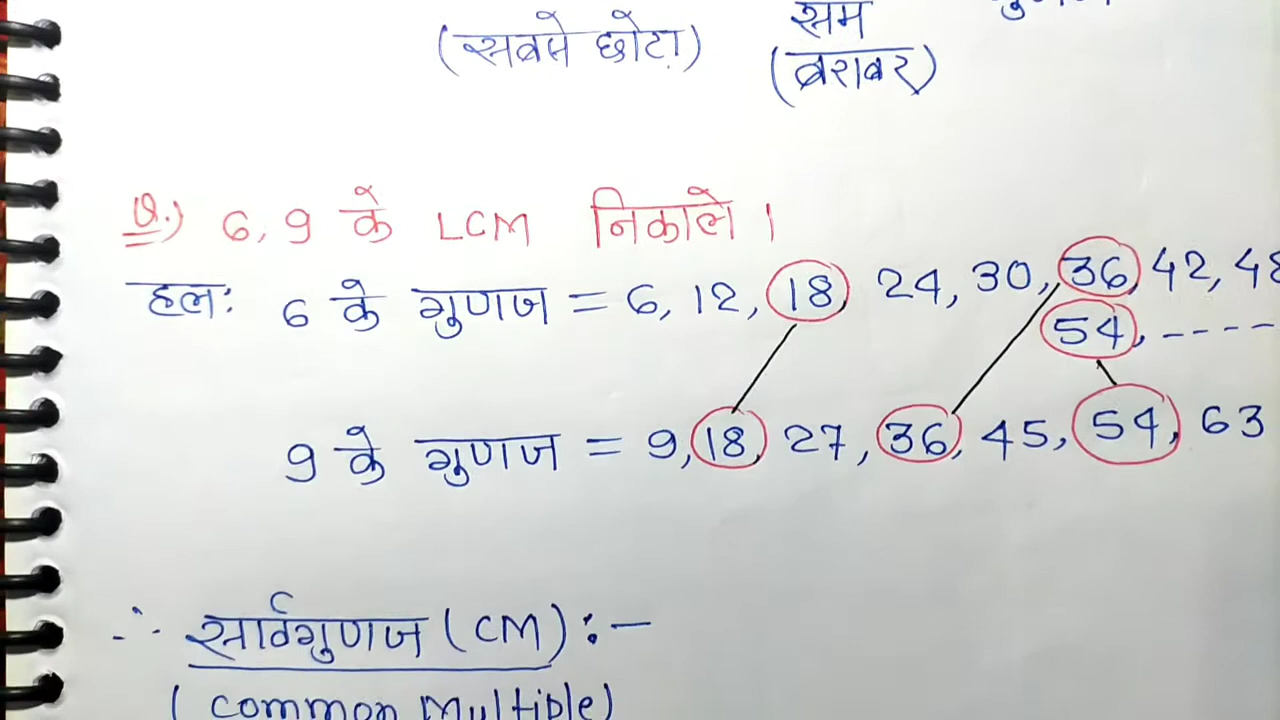 (सबसे छोटा) सम
(बराबर)
Q.) 6, 9 के LCM निकाले ।
हल: 6 के गुणज = 6, 12, 18, 24, 30, 36, 42, 48
54, ----
9 के गुणज = 9, 18, 27, 36, 45, 54, 63
∴ सार्वगुणज (CM) :-
(Common Multiple)